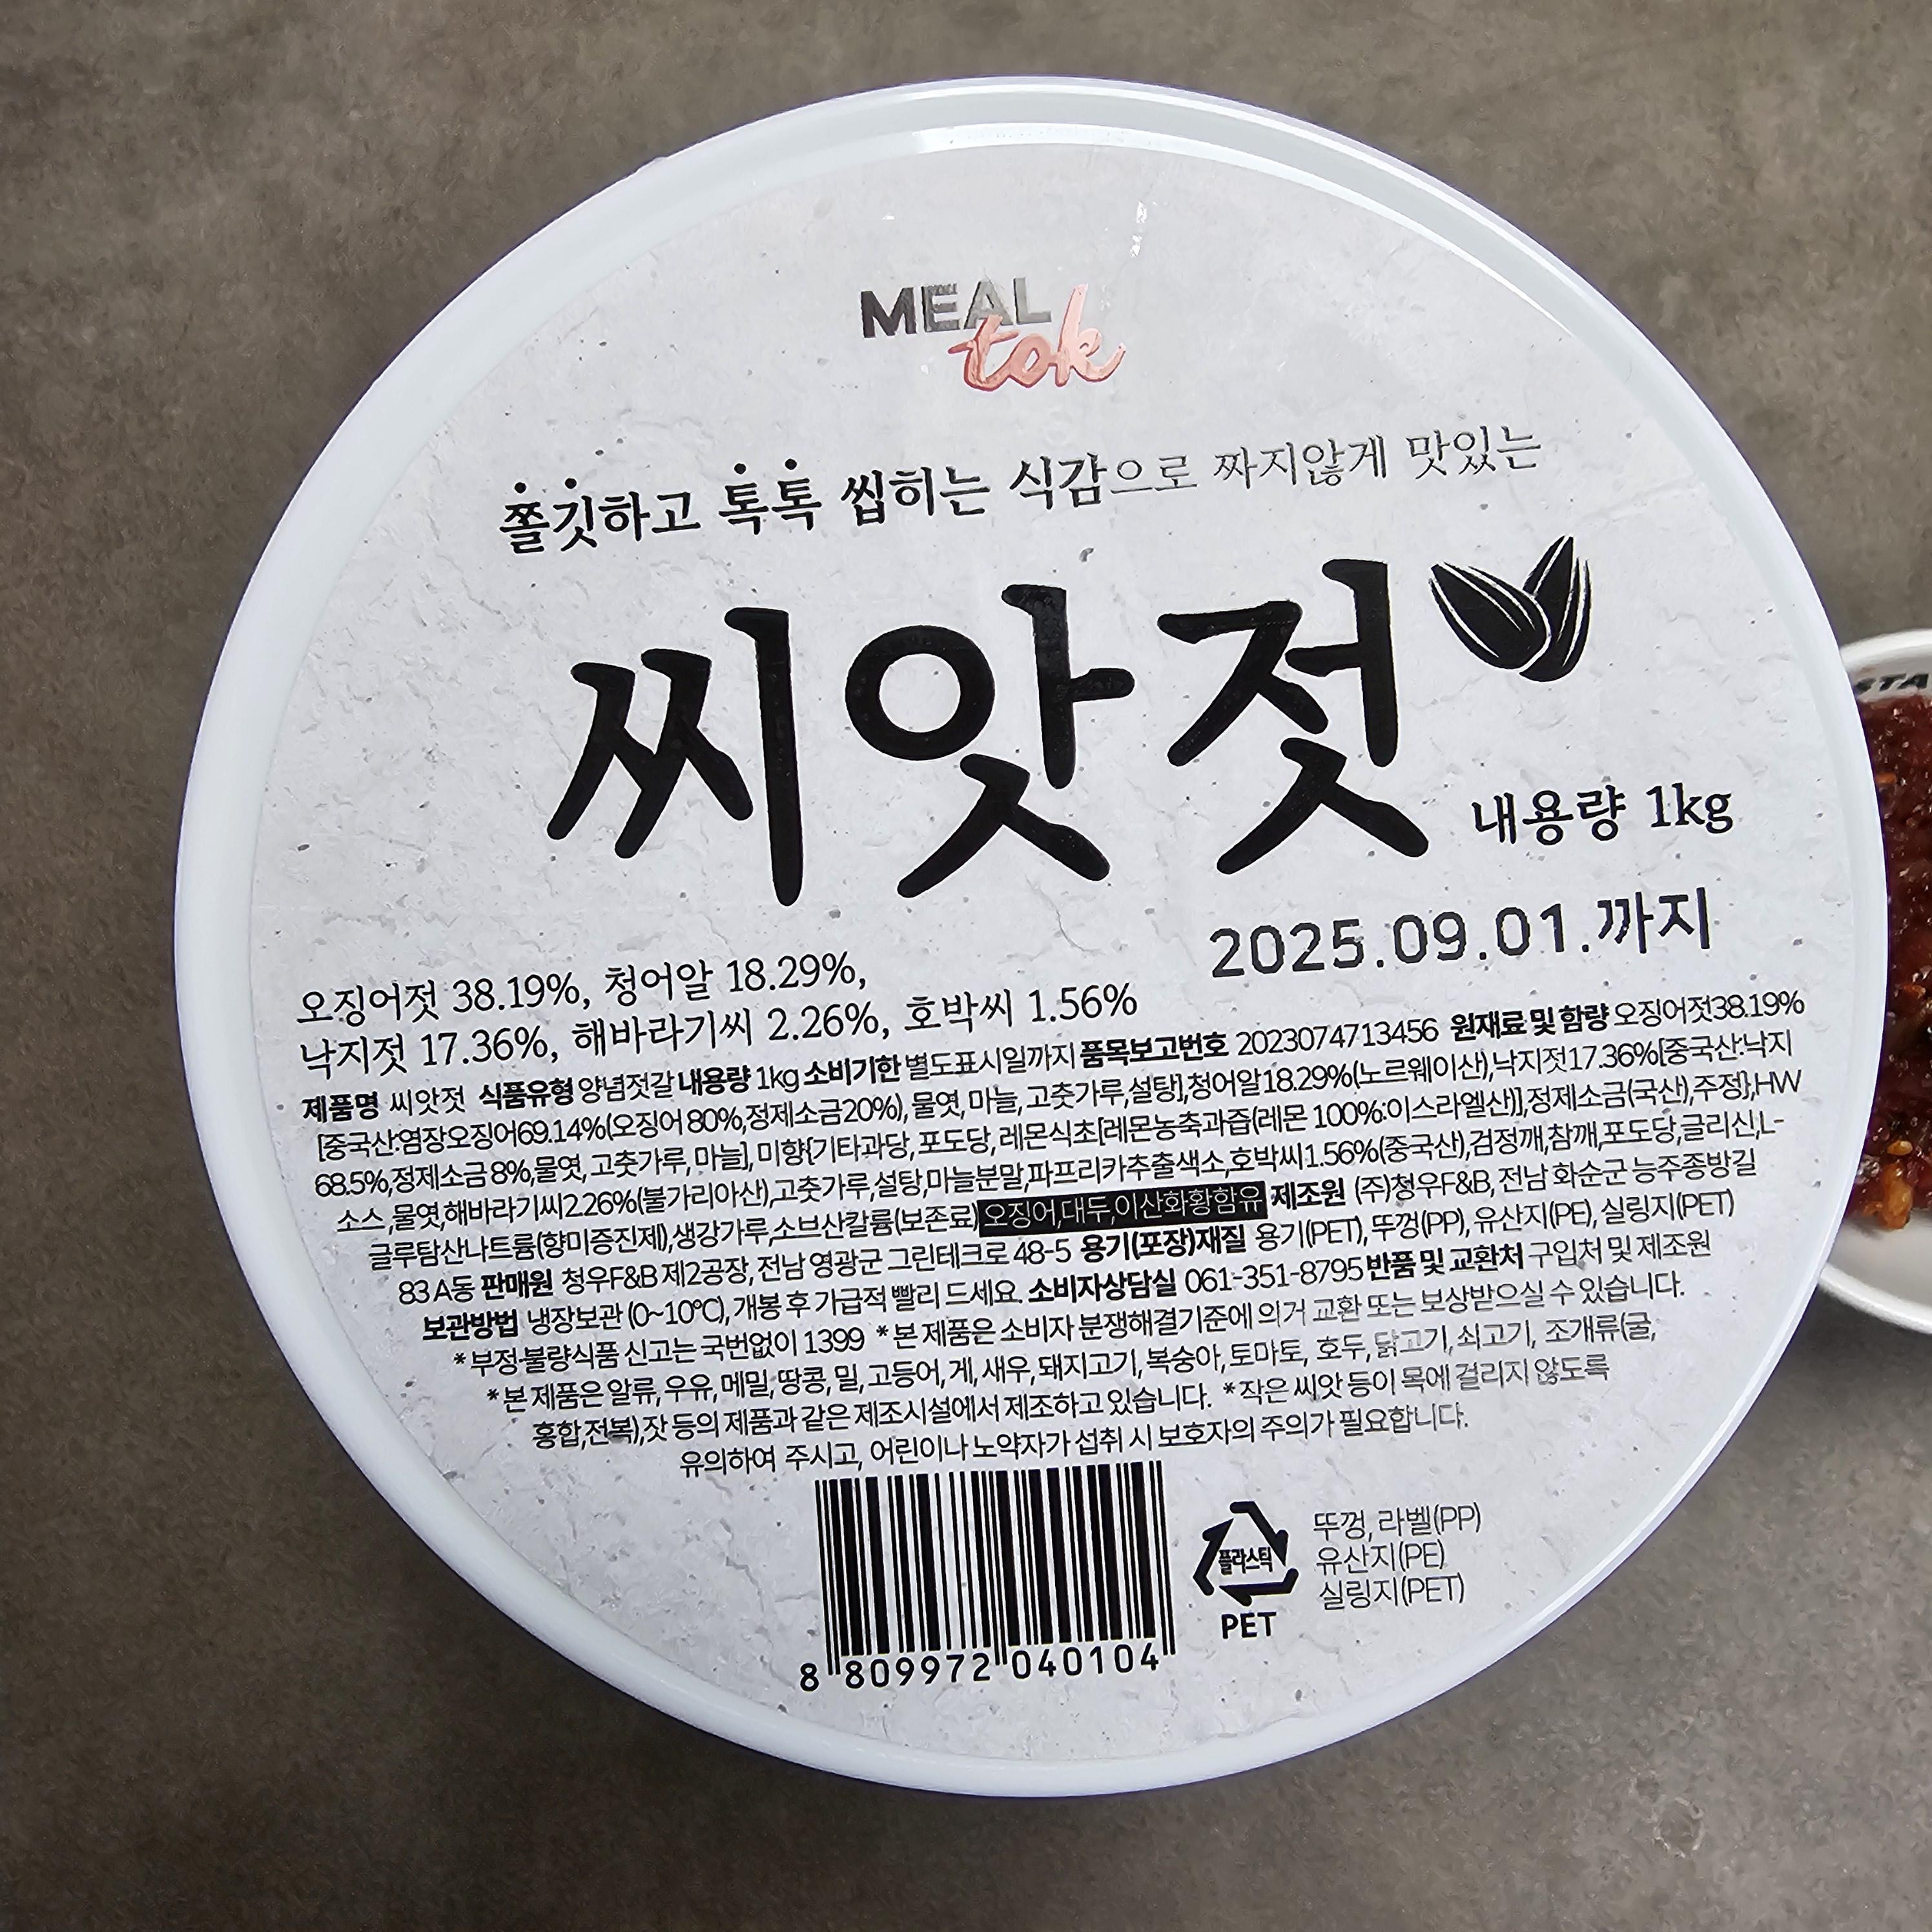 MEAL
tok
쫄깃하고 톡톡 씹히는 식감으로 짜지않게 맛있는
씨앗젓
내용량 1kg
2025.09.01.까지
오징어젓 38.19%, 청어알 18.29%,
낙지젓 17.36%, 해바라기씨 2.26%, 호박씨 1.56%
제품명 씨앗젓 식품유형 양념젓갈 내용량 1kg 소비기한 별도표시일까지 품목보고번호 2023074713456 원재료 및 함량 오징어젓38.19%
[중국산:염장오징어69.14%(오징어 80%,정제소금20%), 물엿, 마늘, 고춧가루,설탕],청어알18.29%(노르웨이산),낙지젓17.36%[중국산:낙지
68.5%,정제소금 8%,물엿, 고춧가루, 마늘], 미향{기타과당, 포도당, 레몬식초[레몬농축과즙(레몬 100%:이스라엘산)],정제소금(국산),주정},HW
소스,물엿,해바라기씨2.26%(불가리아산),고춧가루,설탕,마늘분말,파프리카추출색소,호박씨1.56%(중국산),검정깨,참깨,포도당,글리신,L-
글루탐산나트륨(향미증진제),생강가루,소브산칼륨(보존료) 오징어,대두,이산화황함유 제조원 (주)청우F&B, 전남 화순군 능주종방길
83 A동 판매원 청우F&B 제2공장, 전남 영광군 그린테크로 48-5 용기(포장)재질 용기(PET), 뚜껑(PP), 유산지(PE), 실링지(PET)
보관방법 냉장보관 (0~10℃), 개봉 후 가급적 빨리 드세요. 소비자상담실 061-351-8795 반품 및 교환처 구입처 및 제조원
*부정·불량식품 신고는 국번없이 1399 *본 제품은 소비자 분쟁해결기준에 의거 교환 또는 보상받으실 수 있습니다.
*본 제품은 알류, 우유, 메밀, 땅콩, 밀, 고등어, 게, 새우, 돼지고기, 복숭아, 토마토, 호두, 닭고기, 쇠고기, 조개류(굴,
홍합,전복),잣 등의 제품과 같은 제조시설에서 제조하고 있습니다. *작은 씨앗 등이 목에 걸리지 않도록
유의하여 주시고, 어린이나 노약자가 섭취 시 보호자의 주의가 필요합니다.
8 809972 040104
플라스틱
PET
뚜껑, 라벨(PP)
유산지(PE)
실링지(PET)